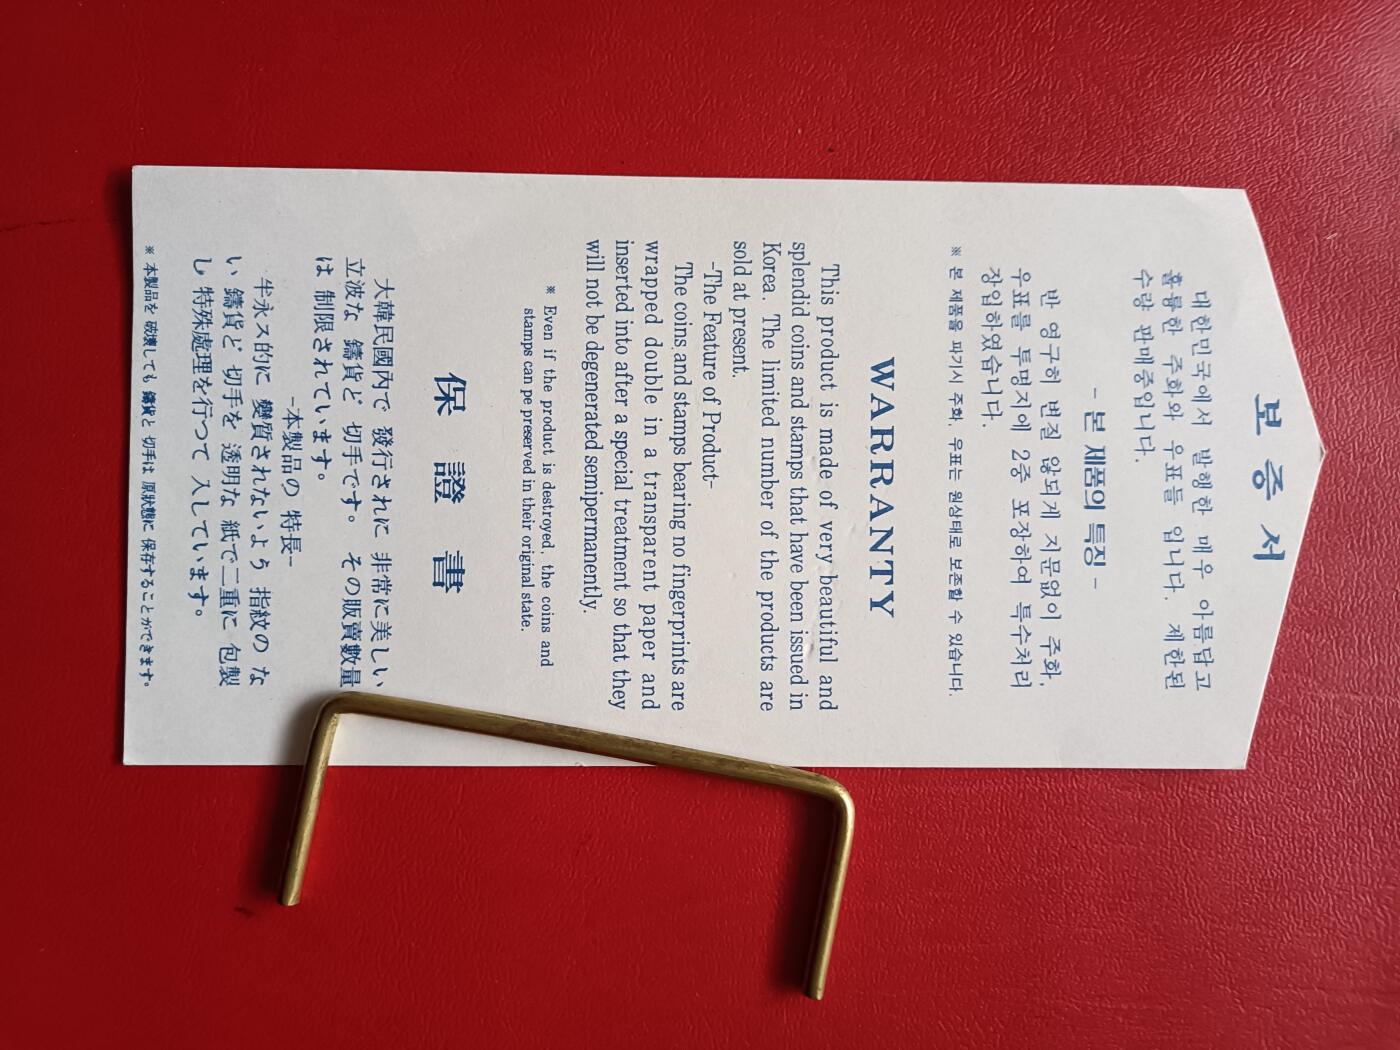 보 증 서
대한민국에서 발행한 매우 아름답고
훌륭한 주화와 우표들 입니다. 제한된
수량 판매중입니다.
- 본 제품의 특징 -
반 영구히 변질 않되게 지문없이 주화,
우표를 투명지에 2중 포장하여 특수처리
장입하였습니다.
※ 본 제품을 파기시 주화, 우표는 원상태로 보존할 수 있습니다.
WARRANTY
This product is made of very beautiful and
splendid coins and stamps that have been issued in
Korea. The limited number of the products are
sold at present.
-The Feature of Product-
The coins and stamps bearing no fingerprints are
wrapped double in a transparent paper and
inserted into after a special treatment so that they
will not be degenerated semipermanently.
※ Even if the product is destroyed, the coins and
stamps can pe preserved in their original state.
保 證 書
大韓民國內で 發行されに 非常に美しい
立波な 鑄貨ど 切手です。 その販賣數量
は 制限されています。
-本製品の 特長-
半永ス的に 變質されないよう 指紋の な
い 鑄貨ど 切手を 透明な 紙で二重に 包製
し 特殊處理を行つて 入しています。
※ 本製品を 破壞しても 鑄貨と 切手は 原狀態に 保存することができます。